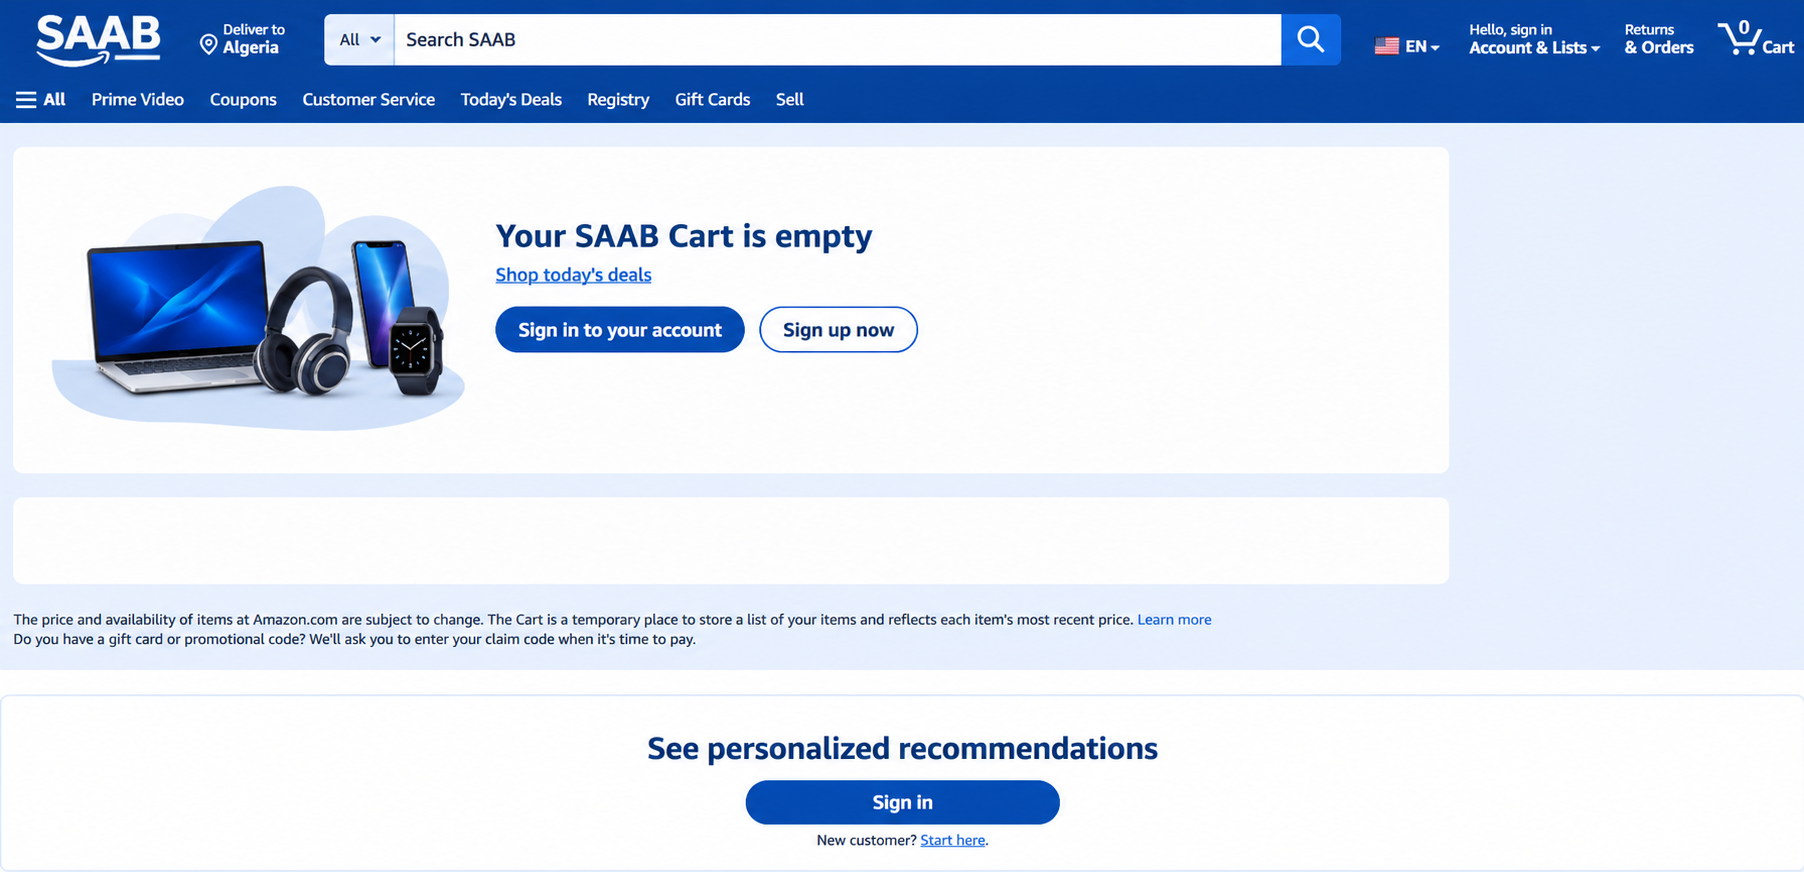 SAAB
Deliver to
Algeria
All
Search SAAB
EN
Hello, sign in
Account & Lists
Returns
& Orders
0
Cart
All
Prime Video
Coupons
Customer Service
Today's Deals
Registry
Gift Cards
Sell
Your SAAB Cart is empty
Shop today's deals
Sign in to your account
Sign up now
The price and availability of items at Amazon.com are subject to change. The Cart is a temporary place to store a list of your items and reflects each item's most recent price. Learn more
Do you have a gift card or promotional code? We'll ask you to enter your claim code when it's time to pay.
See personalized recommendations
Sign in
New customer? Start here.